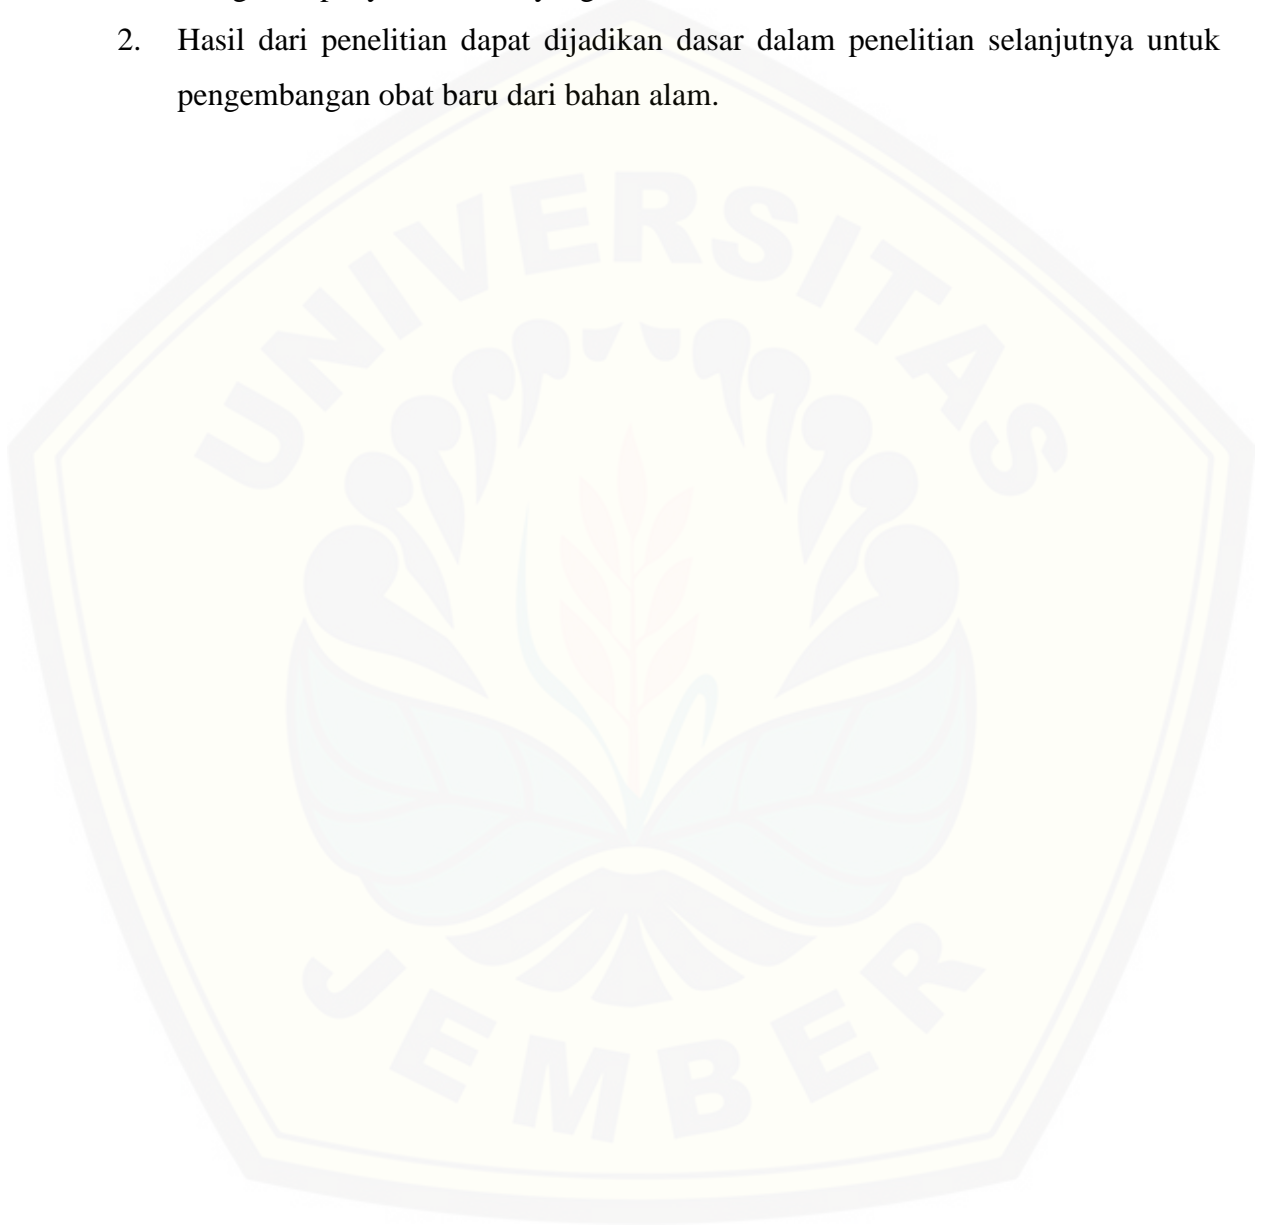 2. Hasil dari penelitian dapat dijadikan dasar dalam penelitian selanjutnya untuk
pengembangan obat baru dari bahan alam.
UNIVERSITAS
JEMBER